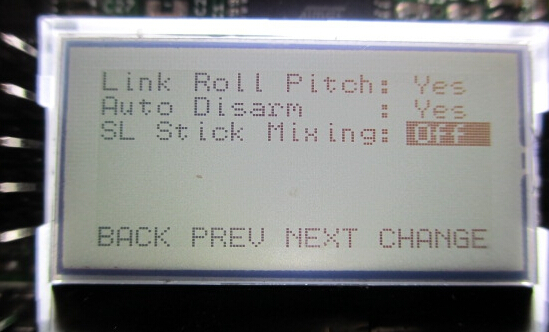 Link Roll Pitch: Yes
Auto Disarm : Yes
SL Stick Mixing: Off
BACK PREV NEXT CHANGE